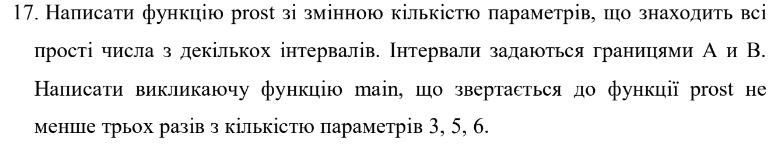 17. Написати функцію prost зі змінною кількістю параметрів, що знаходить всі
прості числа з декількох інтервалів. Інтервали задаються границями А и В.
Написати викликаючу функцію main, що звертається до функції prost не
менше трьох разів з кількістю параметрів 3, 5, 6.